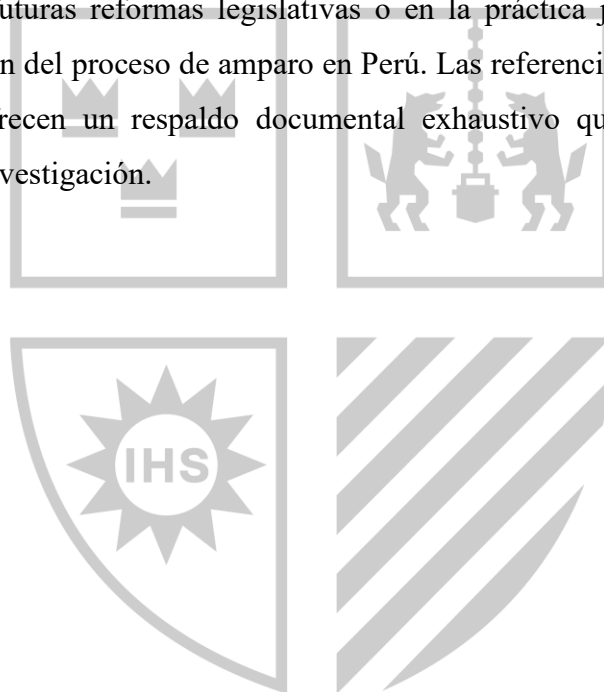 uturas reformas legislativas o en la práctica j
n del proceso de amparo en Perú. Las referenci
recen un respaldo documental exhaustivo qu
vestigación.
IHS